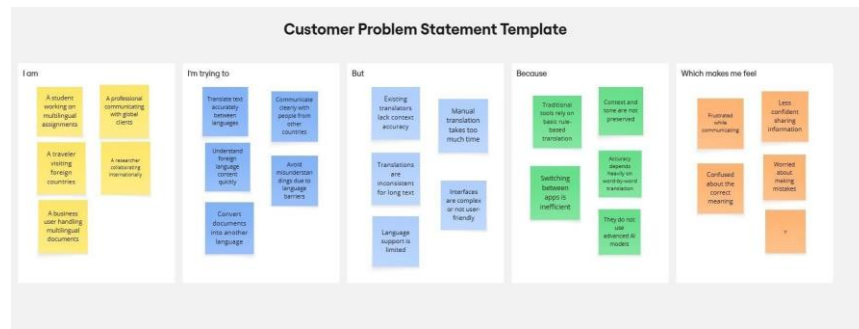 Customer Problem Statement Template
I am
A student
working on
multilingual
assignments
A professional
communicating
with global
clients
A traveler
visiting
foreign
countries
A researcher
collaborating
internationally
A business
user handling
multilingual
documents
I'm trying to
Translate text
accurately
between
languages
Communicate
clearly with
people from
other
countries
Understand
foreign
language
content
quickly
Avoid
misunderstan
dings due to
language
barriers
Convert
documents
into another
language
But
Existing
translators
lack context
accuracy
Manual
translation
takes too
much time
Translations
are
inconsistent
for long text
Interfaces
are complex
or not user-
friendly
Language
support is
limited
Because
Traditional
tools rely on
basic rule-
based
translation
Context and
tone are not
preserved
Switching
between
apps is
inefficient
Accuracy
depends
heavily on
word-by-word
translation
They do not
use
advanced AI
models
Which makes me feel
Frustrated
while
communicating
Less
confident
sharing
information
Confused
about the
correct
meaning
Worried
about
making
mistakes